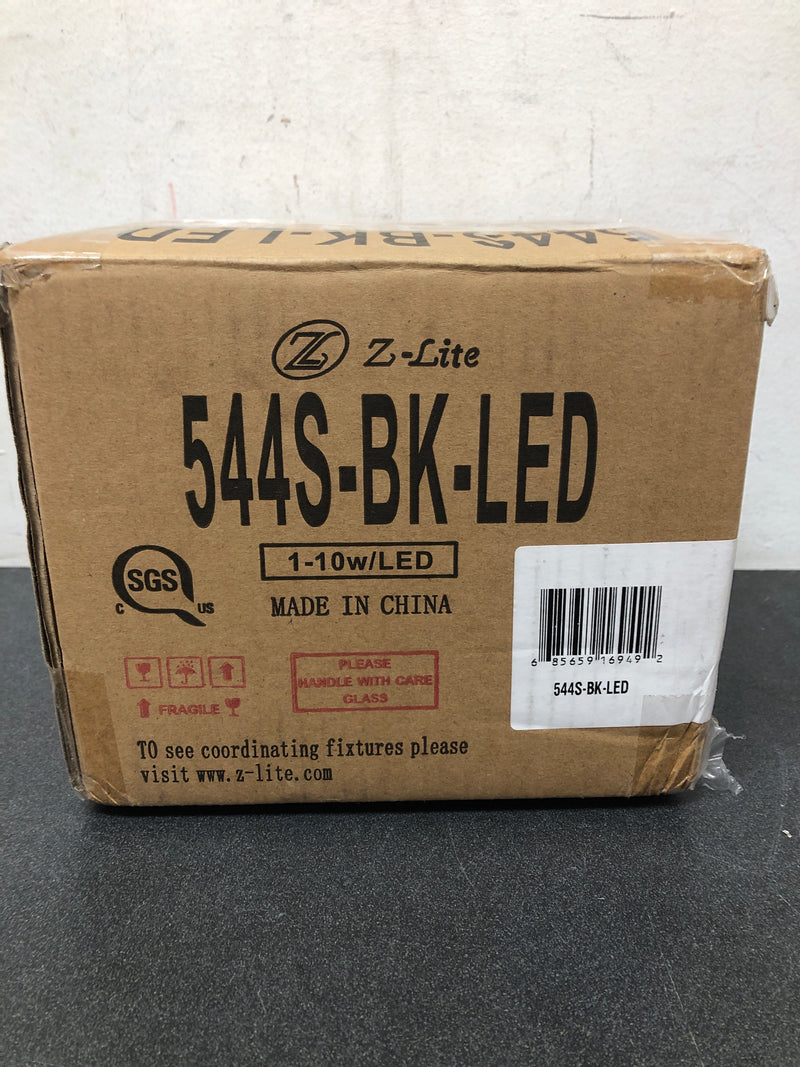 544S-BK-LED
Z-Lite
544S-BK-LED
1-10w/LED
SGS
C US
MADE IN CHINA
PLEASE
HANDLE WITH CARE
GLASS
FRAGILE
6 85659 16949 2
544S-BK-LED
TO see coordinating fixtures please
visit www.z-lite.com